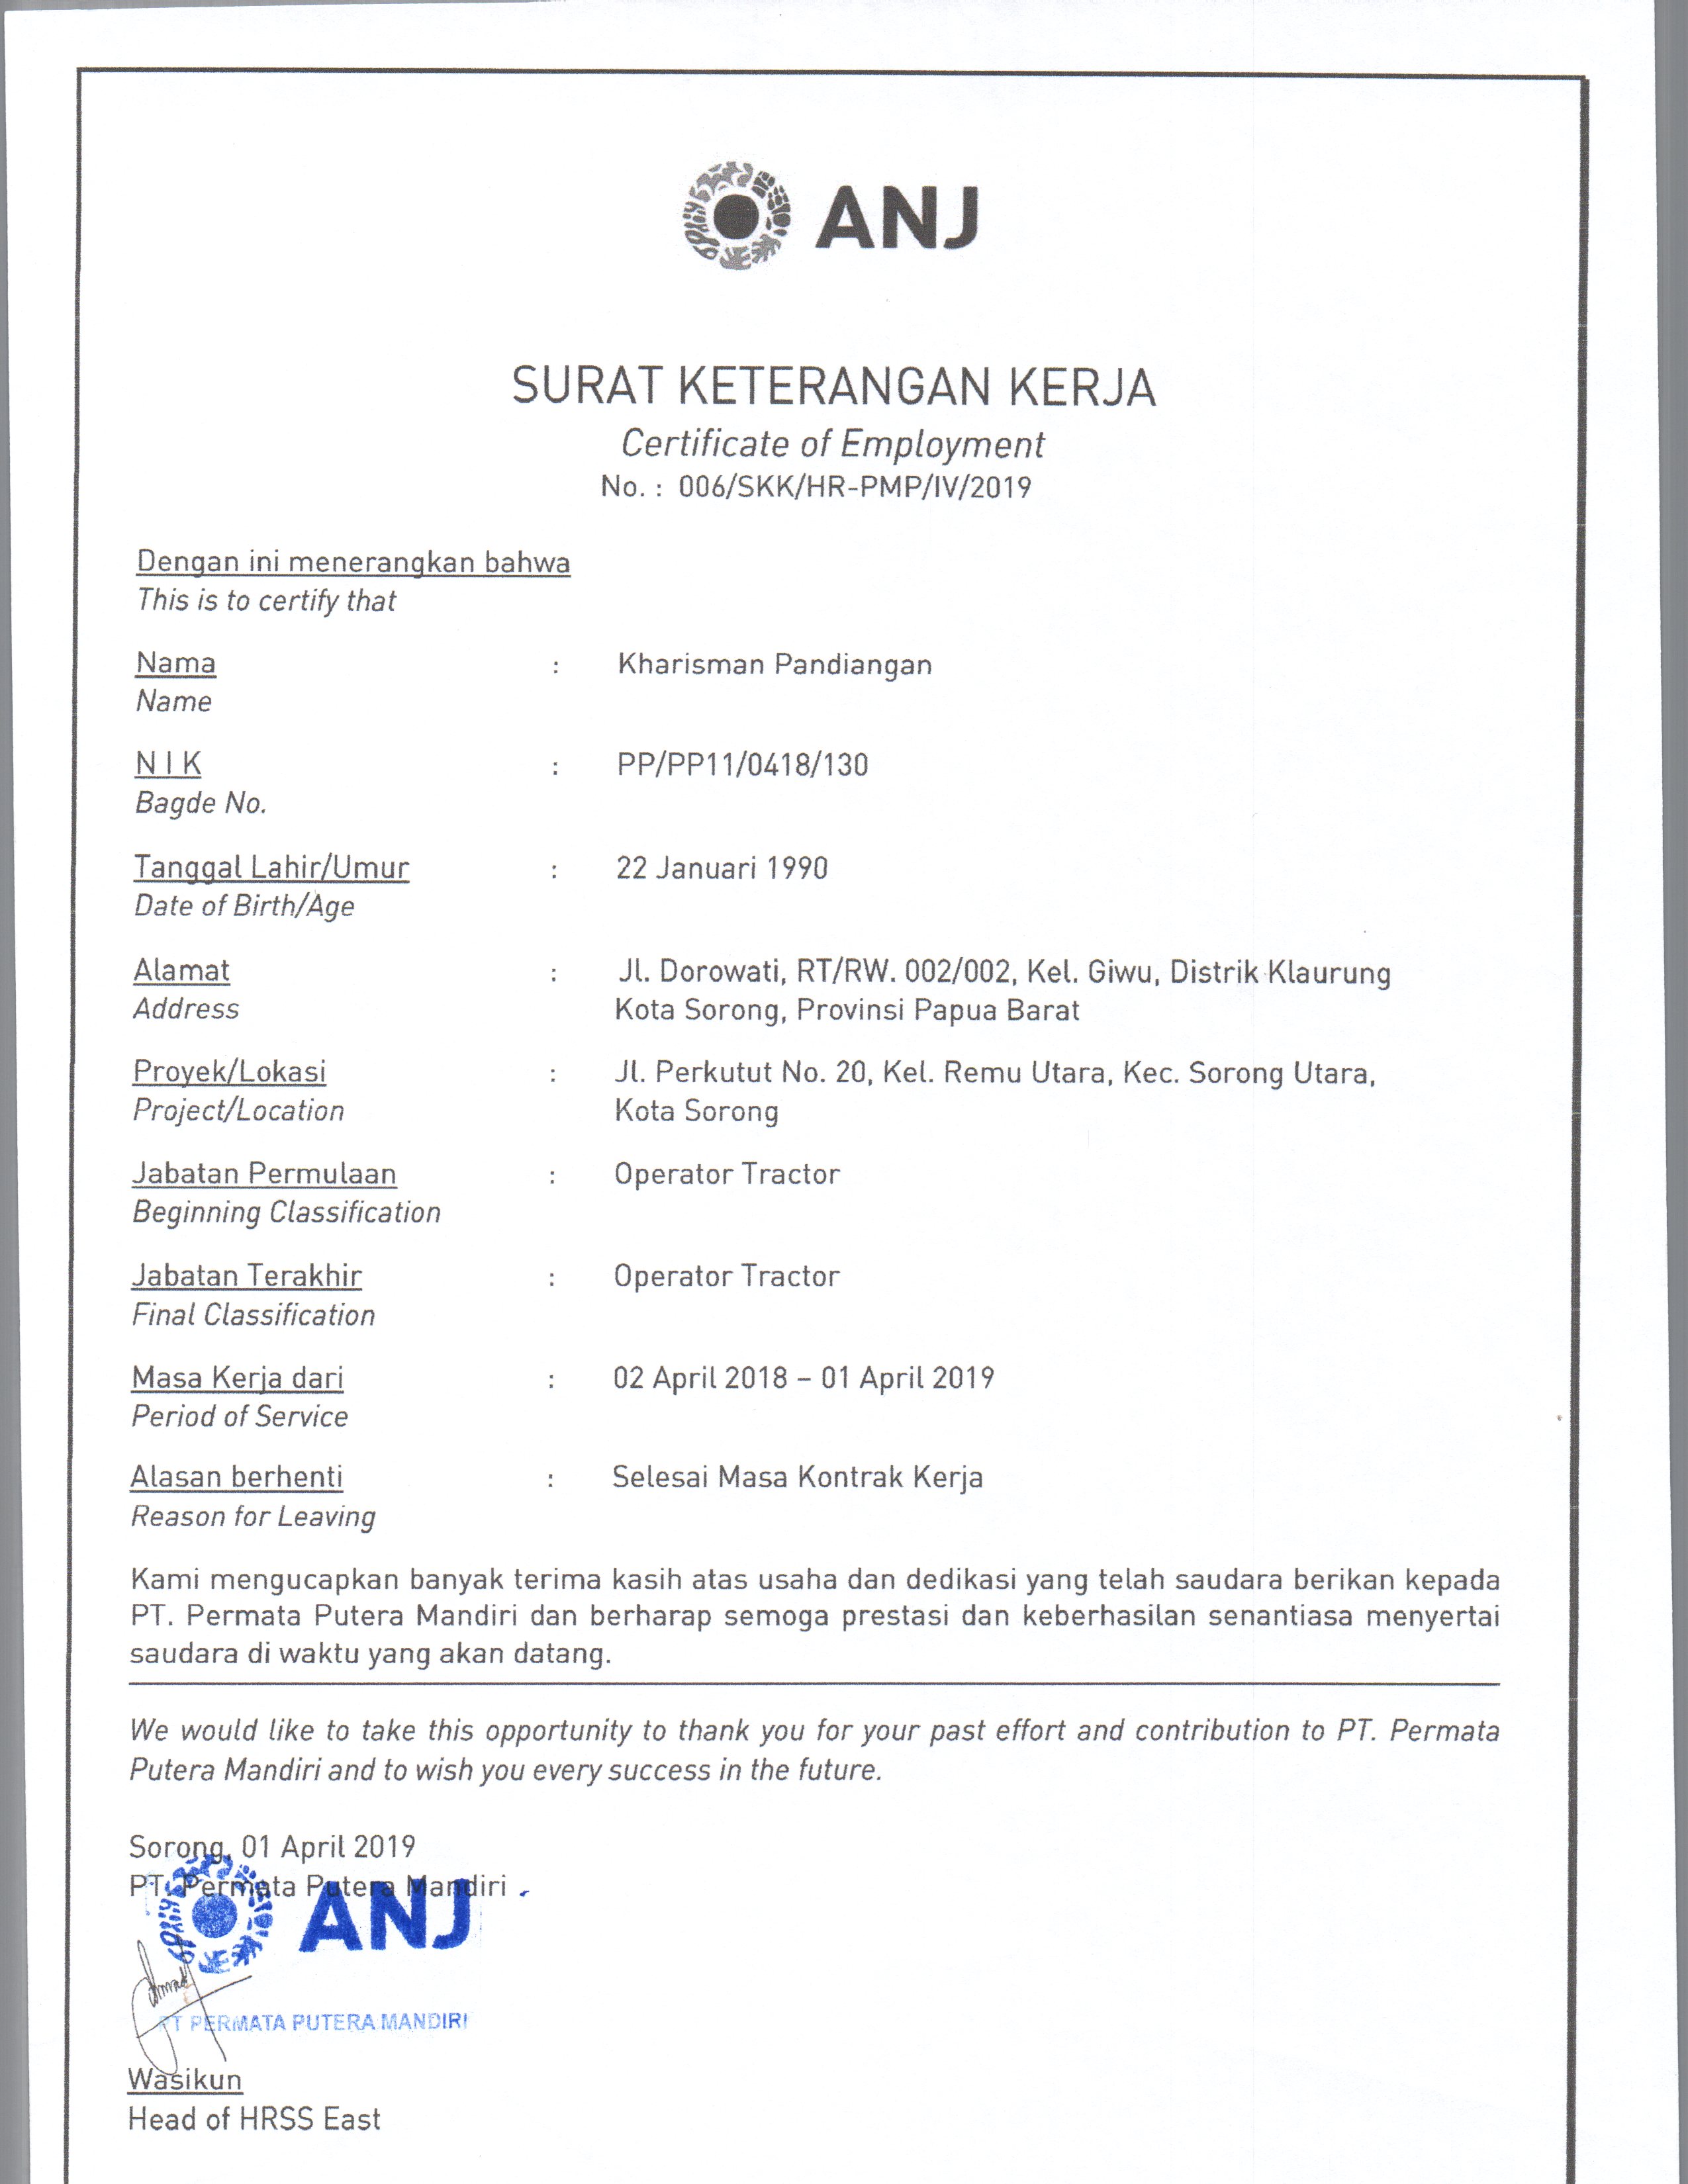 ANJ
SURAT KETERANGAN KERJA
Certificate of Employment
No. : 006/SKK/HR-PMP/IV/2019
Dengan ini menerangkan bahwa
This is to certify that
Nama : Kharisman Pandiangan
Name
N I K : PP/PP11/0418/130
Bagde No.
Tanggal Lahir/Umur : 22 Januari 1990
Date of Birth/Age
Alamat : Jl. Dorowati, RT/RW. 002/002, Kel. Giwu, Distrik Klaurung
Address Kota Sorong, Provinsi Papua Barat
Proyek/Lokasi : Jl. Perkutut No. 20, Kel. Remu Utara, Kec. Sorong Utara,
Project/Location Kota Sorong
Jabatan Permulaan : Operator Tractor
Beginning Classification
Jabatan Terakhir : Operator Tractor
Final Classification
Masa Kerja dari : 02 April 2018 – 01 April 2019
Period of Service
Alasan berhenti : Selesai Masa Kontrak Kerja
Reason for Leaving
Kami mengucapkan banyak terima kasih atas usaha dan dedikasi yang telah saudara berikan kepada
PT. Permata Putera Mandiri dan berharap semoga prestasi dan keberhasilan senantiasa menyertai
saudara di waktu yang akan datang.
We would like to take this opportunity to thank you for your past effort and contribution to PT. Permata
Putera Mandiri and to wish you every success in the future.
Sorong, 01 April 2019
PT. Permata Putera Mandiri
ANJ
PT PERMATA PUTERA MANDIRI
Wasikun
Head of HRSS East